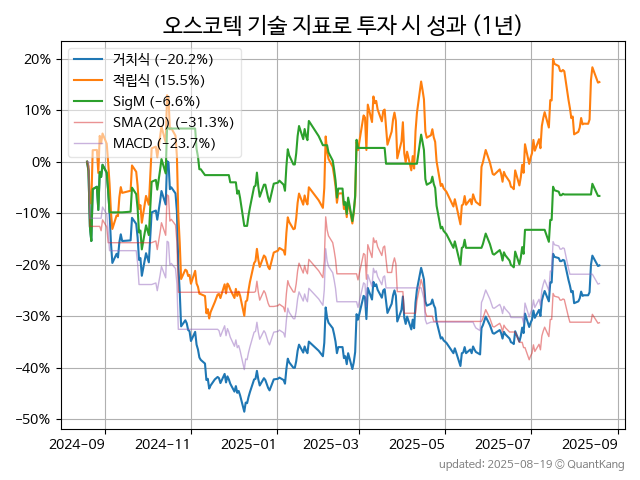 오스코텍 기술 지표로 투자 시 성과 (1년)
거치식 (−20.2%)
적립식 (15.5%)
SigM (−6.6%)
SMA(20) (−31.3%)
MACD (−23.7%)
20%
10%
0%
−10%
−20%
−30%
−40%
−50%
2024-09 2024-11 2025-01 2025-03 2025-05 2025-07 2025-09
updated: 2025-08-19 © QuantKang